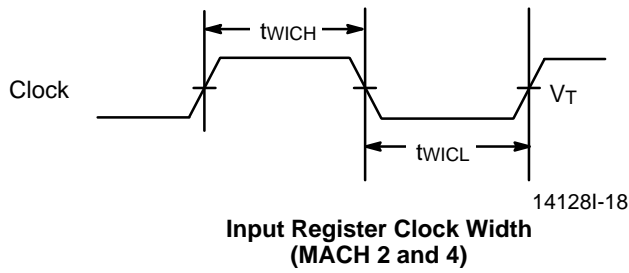 tWICH
Clock
VT
tWICL
14128I-18
Input Register Clock Width
(MACH 2 and 4)